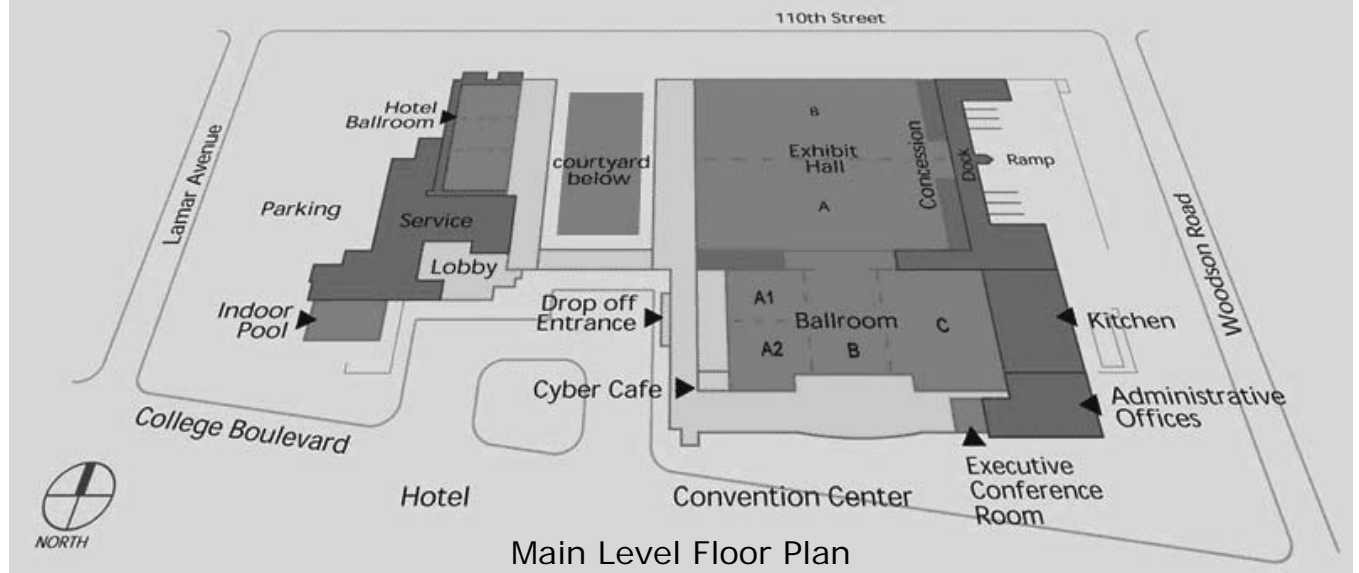 110th Street
Hotel
Ballroom
B
courtyard
below
Exhibit
Hall
Concession
Dock
Ramp
Lamar Avenue
Parking
A
Service
Lobby
Woodson Road
Indoor
Pool
Drop off
Entrance
A1
Ballroom
C
Kitchen
A2
B
Cyber Cafe
Administrative
Offices
College Boulevard
Executive
Conference
Room
Hotel
Convention Center
NORTH
Main Level Floor Plan